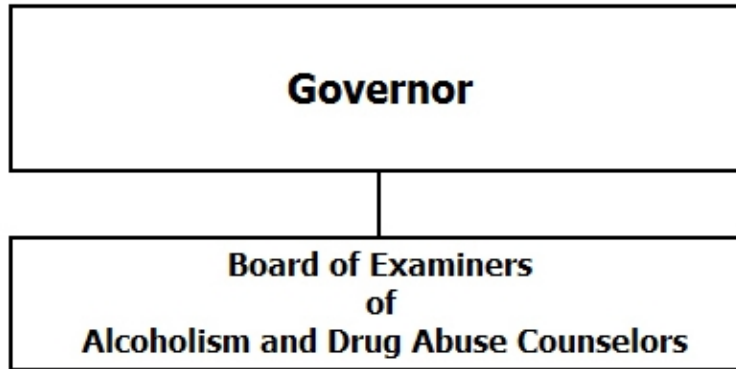 Governor
Board of Examiners
of
Alcoholism and Drug Abuse Counselors